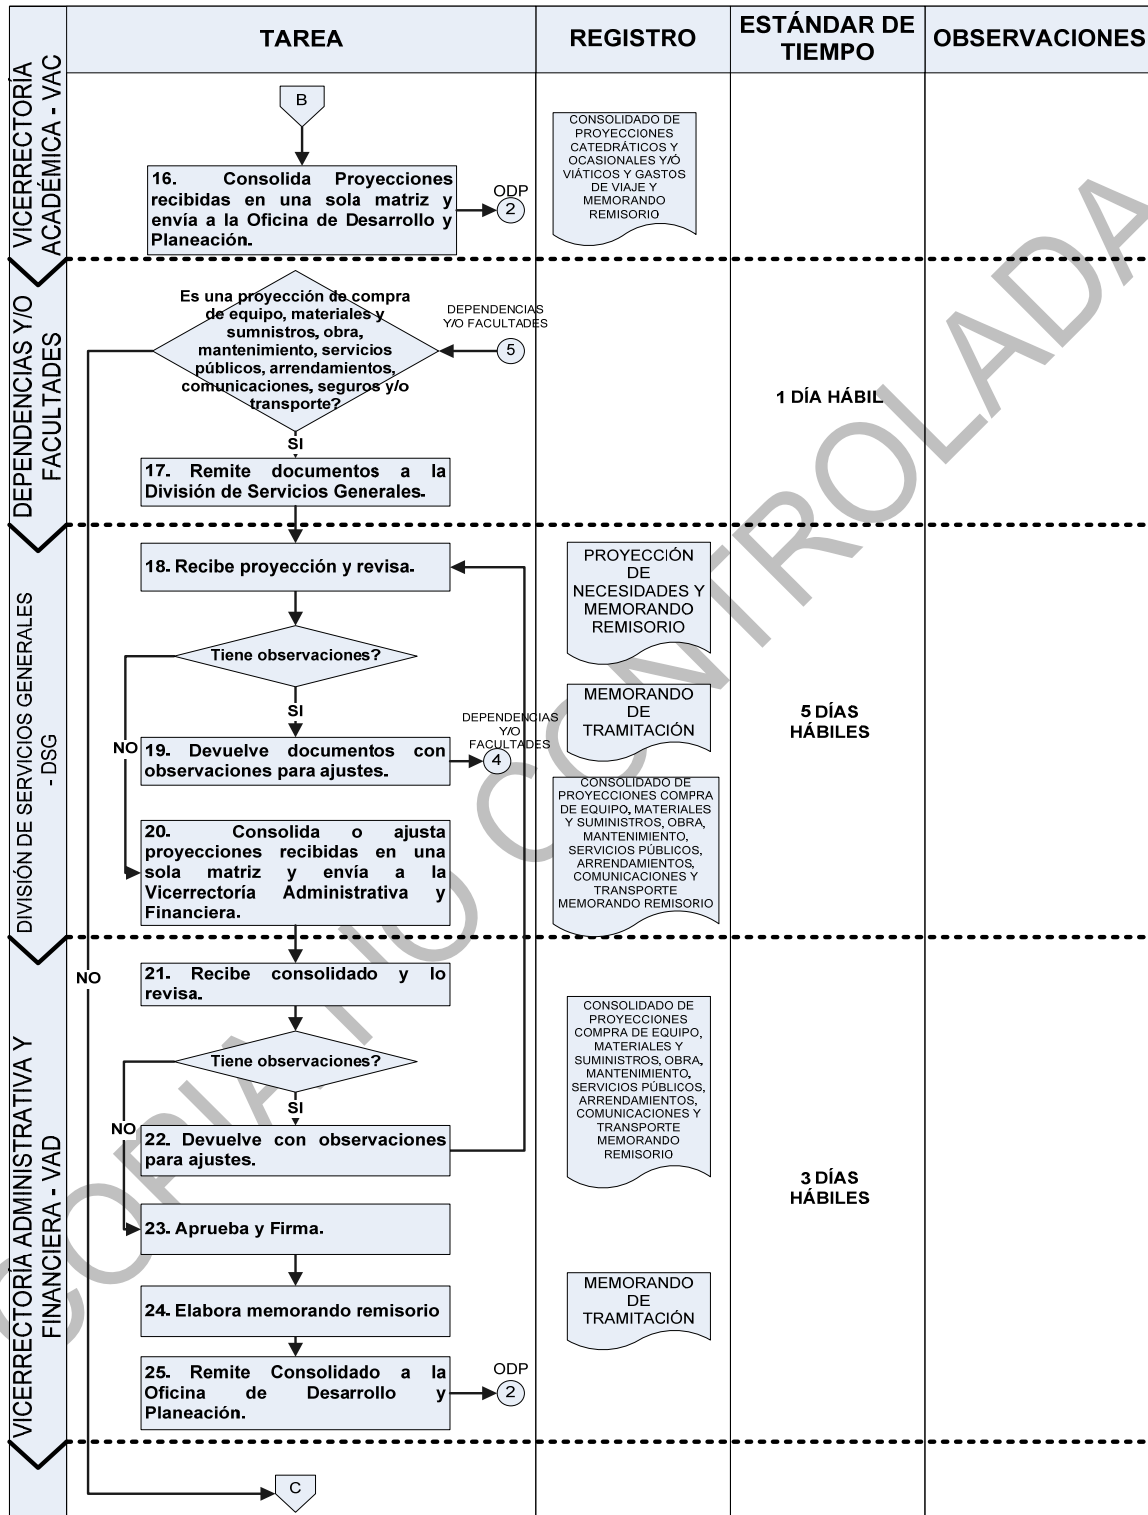 TAREA
REGISTRO
ESTÁNDAR DE
TIEMPO
OBSERVACIONES
VICERRECTORÍA
ACADÉMICA - VAC
B
16. Consolida Proyecciones
recibidas en una sola matriz y
envía a la Oficina de Desarrollo y
Planeación.
ODP
2
CONSOLIDADO DE
PROYECCIONES
CATEDRÁTICOS Y
OCASIONALES Y/Ó
VIÁTICOS Y GASTOS
DE VIAJE Y
MEMORANDO
REMISORIO
DEPENDENCIAS Y/O
FACULTADES
Es una proyección de compra
de equipo, materiales y
sumnistros, obra,
mantenimiento, servicios
públicos, arrendamientos,
comunicaciones, seguros y/o
transporte?
DEPENDENCIAS
Y/O FACULTADES
5
SI
17. Remite documentos a la
División de Servicios Generales.
1 DÍA HÁBIL
DIVISIÓN DE SERVICIOS GENERALES
- DSG
18. Recibe proyección y revisa.
Tiene observaciones?
SI
NO
19. Devuelve documentos con
observaciones para ajustes.
DEPENDENCIAS
Y/O
FACULTADES
4
20. Consolida o ajusta
proyecciones recibidas en una
sola matriz y envía a la
Vicerrectoría Administrativa y
Financiera.
PROYECCIÓN
DE
NECESIDADES Y
MEMORANDO
REMISORIO
MEMORANDO
DE
TRAMITACIÓN
CONSOLIDADO DE
PROYECCIONES COMPRA
DE EQUIPO, MATERIALES
Y SUMINISTROS, OBRA,
MANTENIMIENTO,
SERVICIOS PÚBLICOS,
ARRENDAMIENTOS,
COMUNICACIONES Y
TRANSPORTE
MEMORANDO REMISORIO
5 DÍAS
HÁBILES
VICERRECTORÍA ADMINISTRATIVA Y
FINANCIERA - VAD
NO
21. Recibe consolidado y lo
revisa.
Tiene observaciones?
SI
NO
22. Devuelve con observaciones
para ajustes.
23. Aprueba y Firma.
24. Elabora memorando remisorio
25. Remite Consolidado a la
Oficina de Desarrollo y
Planeación.
ODP
2
CONSOLIDADO DE
PROYECCIONES
COMPRA DE EQUIPO,
MATERIALES Y
SUMINISTROS, OBRA,
MANTENIMIENTO,
SERVICIOS PÚBLICOS,
ARRENDAMIENTOS,
COMUNICACIONES Y
TRANSPORTE
MEMORANDO
REMISORIO
MEMORANDO
DE
TRAMITACIÓN
3 DÍAS
HÁBILES
C
COPIA NO CONTROLADA